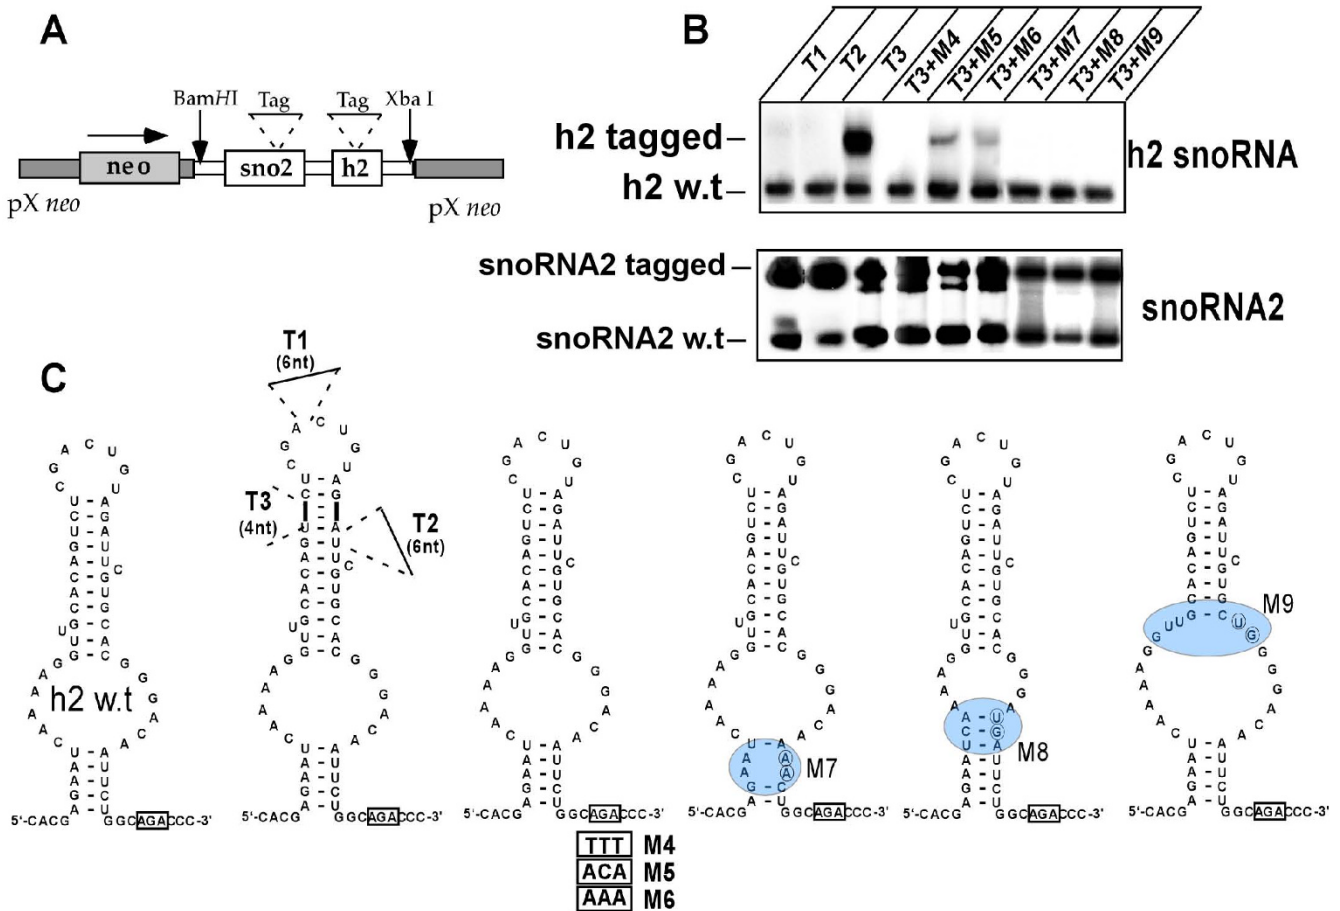 A
BamHI
Tag
Tag
Xba I
neo
sno2
h2
pX neo
pX neo
B
T1
T2
T3
T3+M4
T3+M5
T3+M6
T3+M7
T3+M8
T3+M9
h2 tagged
h2 w.t
h2 snoRNA
snoRNA2 tagged
snoRNA2 w.t
snoRNA2
C
T1
(6nt)
T3
(4nt)
T2
(6nt)
h2 w.t
M7
M8
M9
5'-CACG
GGCAGACCC-3'
5'-CACG
GGCAGACCC-3'
5'-CACG
GGCAGACCC-3'
5'-CACG
GGCAGACCC-3'
5'-CACG
GGCAGACCC-3'
5'-CACG
GGCAGACCC-3'
TTT M4
ACA M5
AAA M6